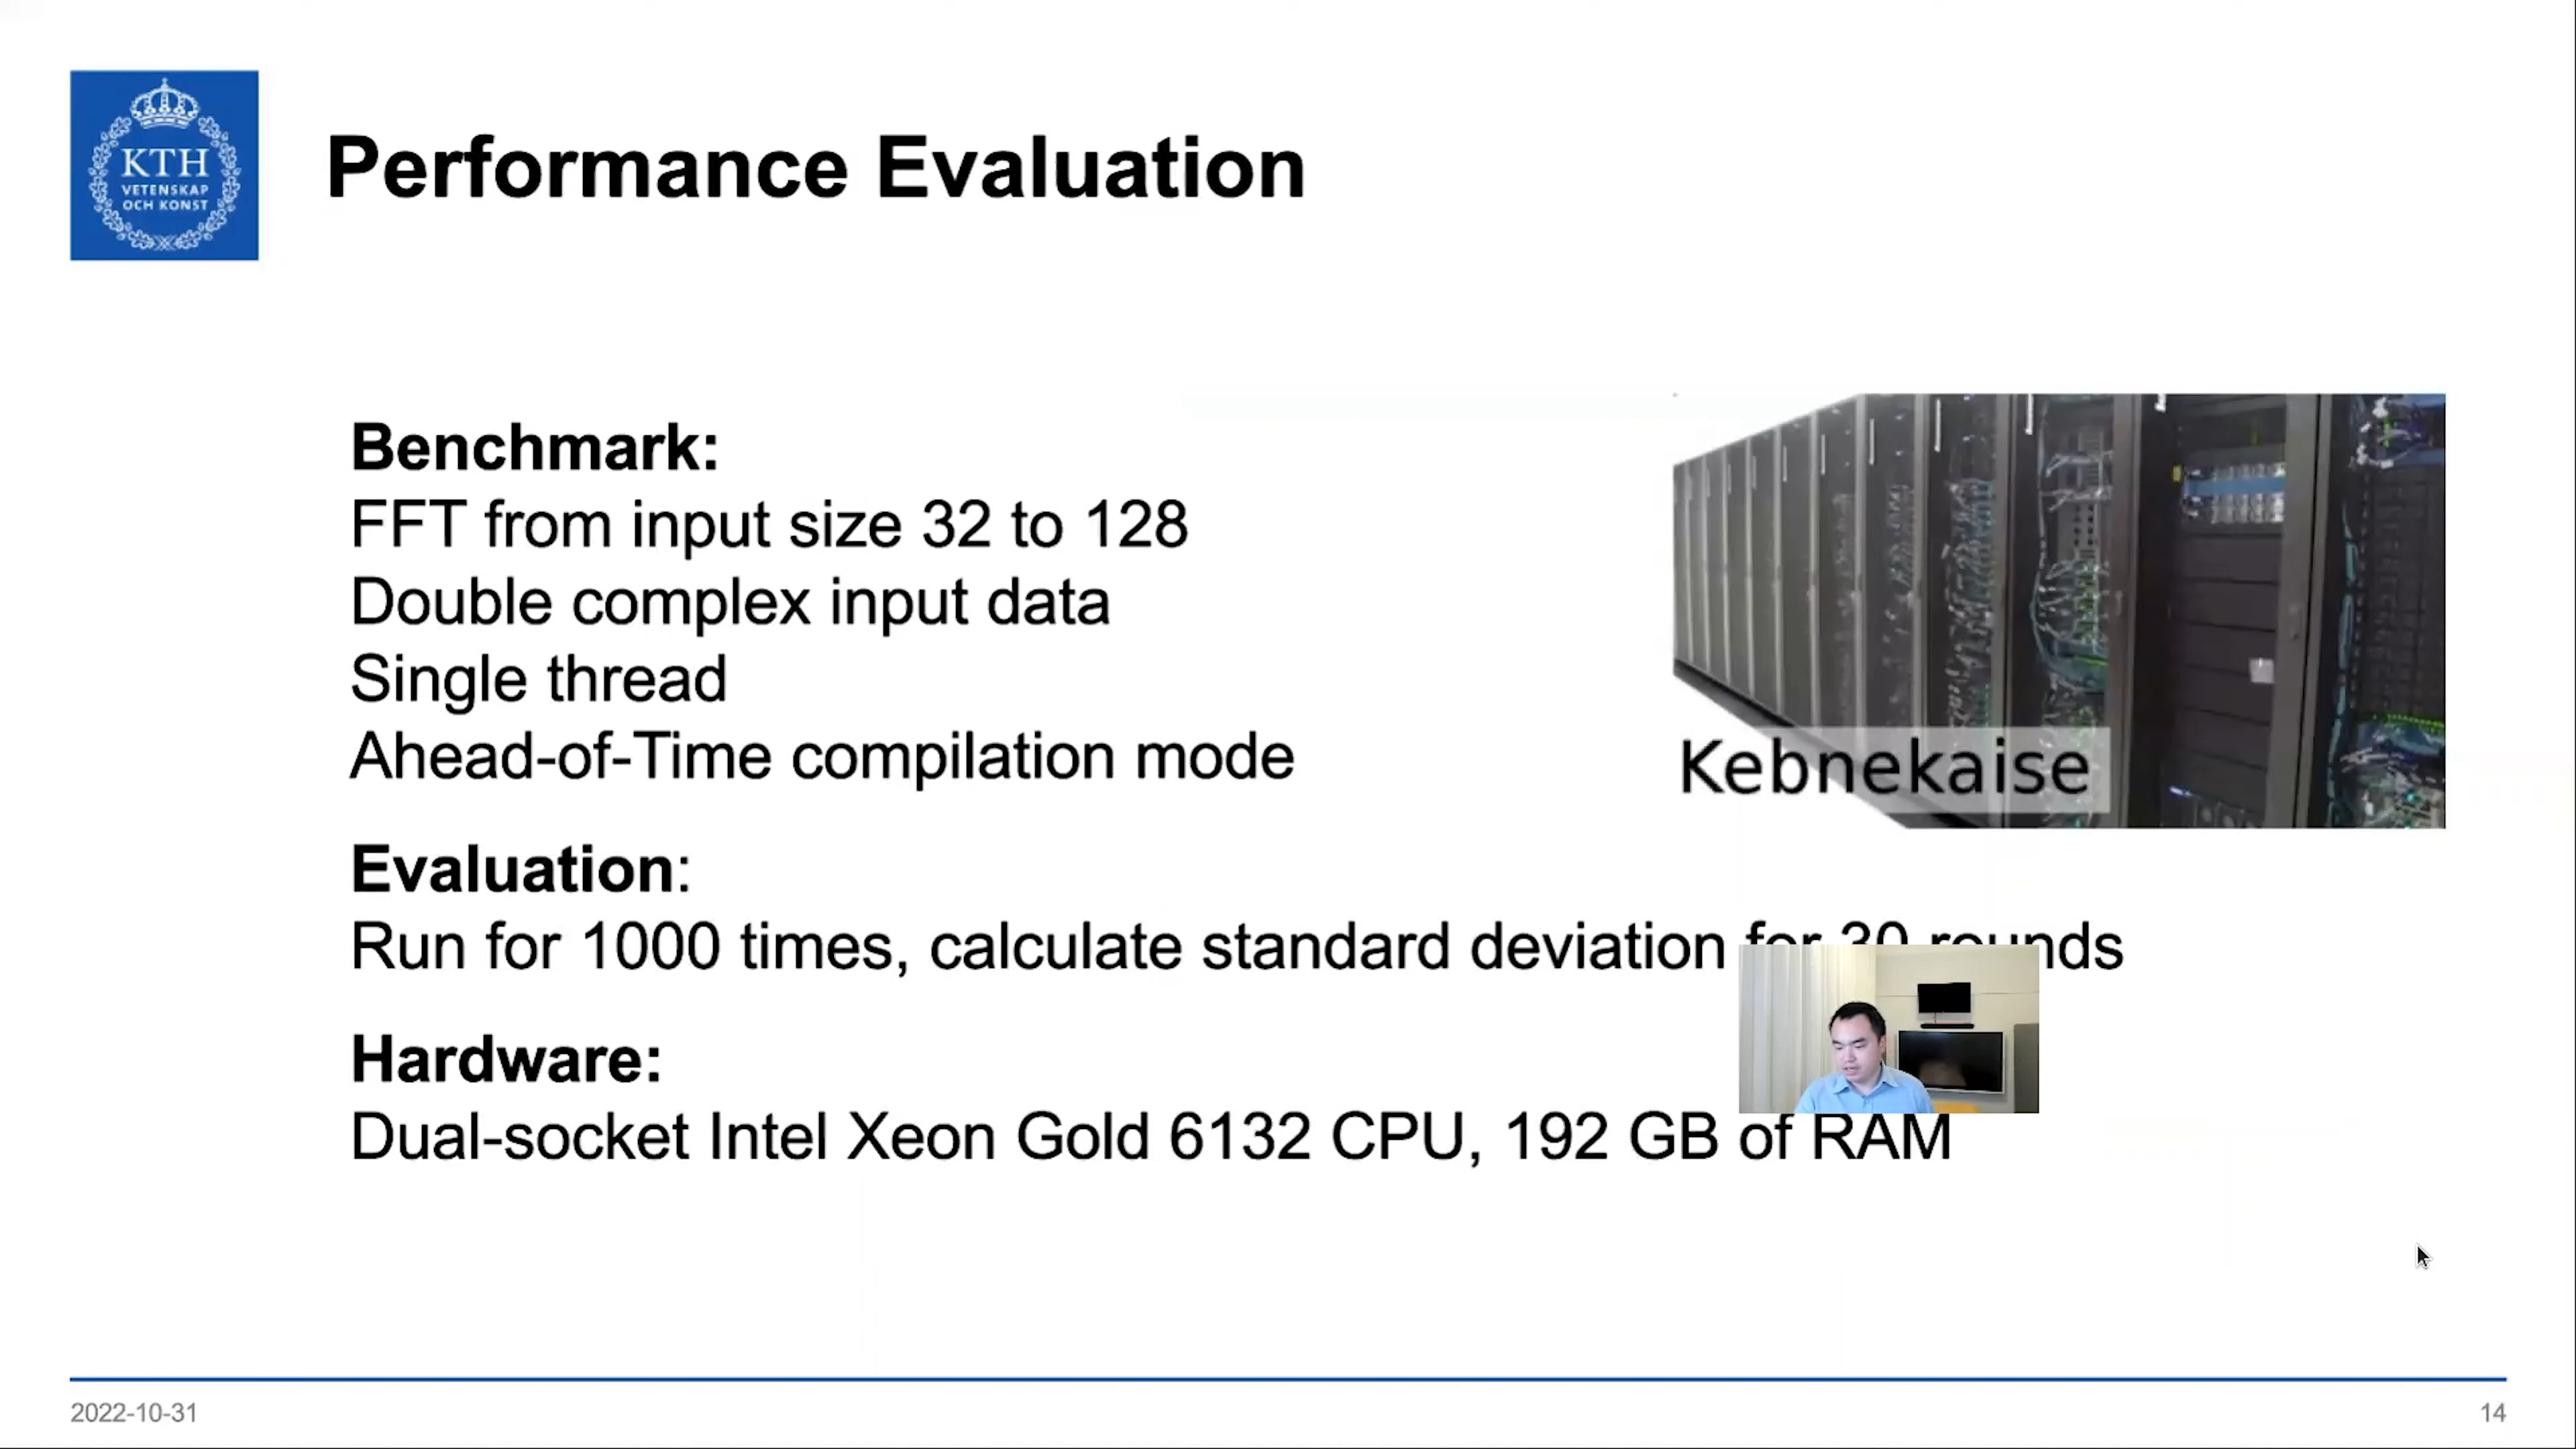 KTH
VETENSKAP
OCH KONST
Performance Evaluation
Benchmark:
FFT from input size 32 to 128
Double complex input data
Single thread
Ahead-of-Time compilation mode
Kebnekaise
Evaluation:
Run for 1000 times, calculate standard deviation for 30 rounds
Hardware:
Dual-socket Intel Xeon Gold 6132 CPU, 192 GB of RAM
2022-10-31
14